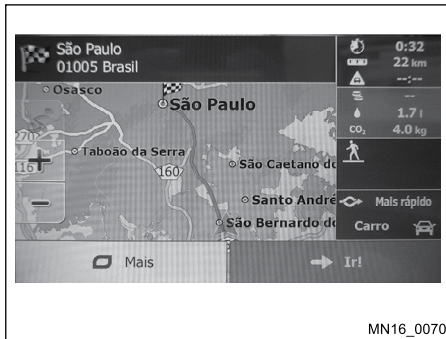 São Paulo
01005 Brasil
0:32
22 km
--:--
--
1.7 l
CO₂ 4.0 kg
Osasco
São Paulo
Taboão da Serra
160
116
São Caetano do
Santo André
São Bernardo do
Mais rápido
Carro
Mais
Ir!
MN16_0070